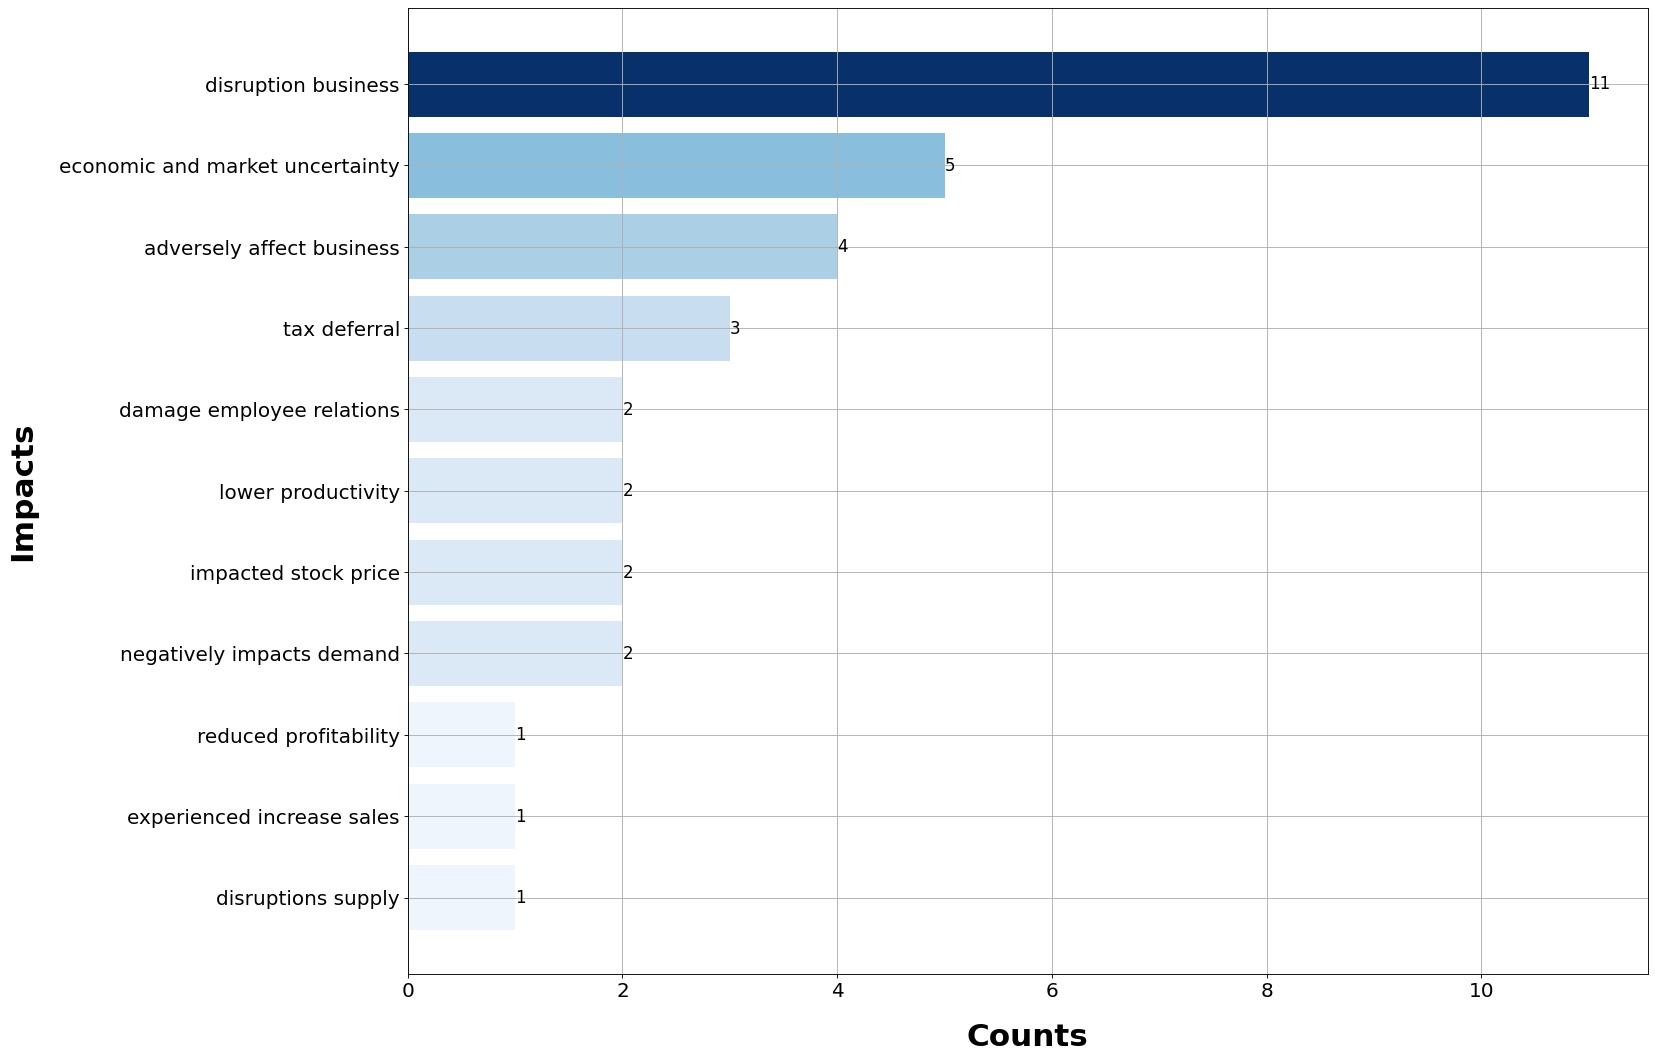 disruption business
11
economic and market uncertainty
5
adversely affect business
4
tax deferral
3
damage employee relations
2
lower productivity
2
impacted stock price
2
negatively impacts demand
2
reduced profitability
1
experienced increase sales
1
disruptions supply
1
Impacts
0 2 4 6 8 10
Counts